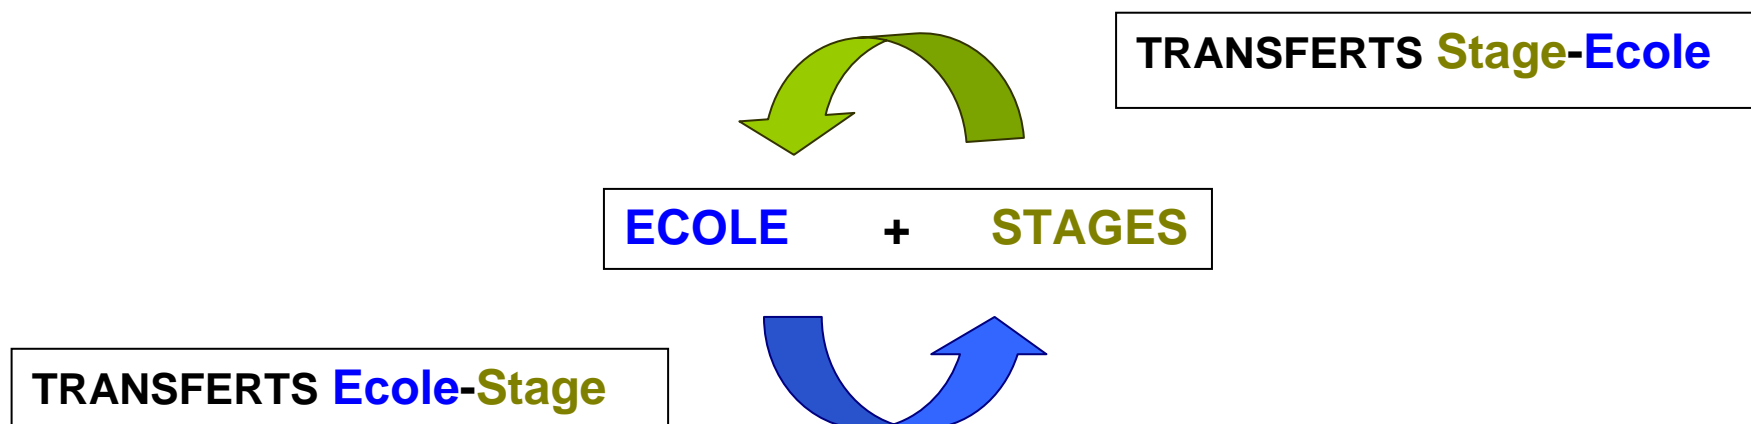 TRANSFERTS Stage-Ecole
ECOLE + STAGES
TRANSFERTS Ecole-Stage